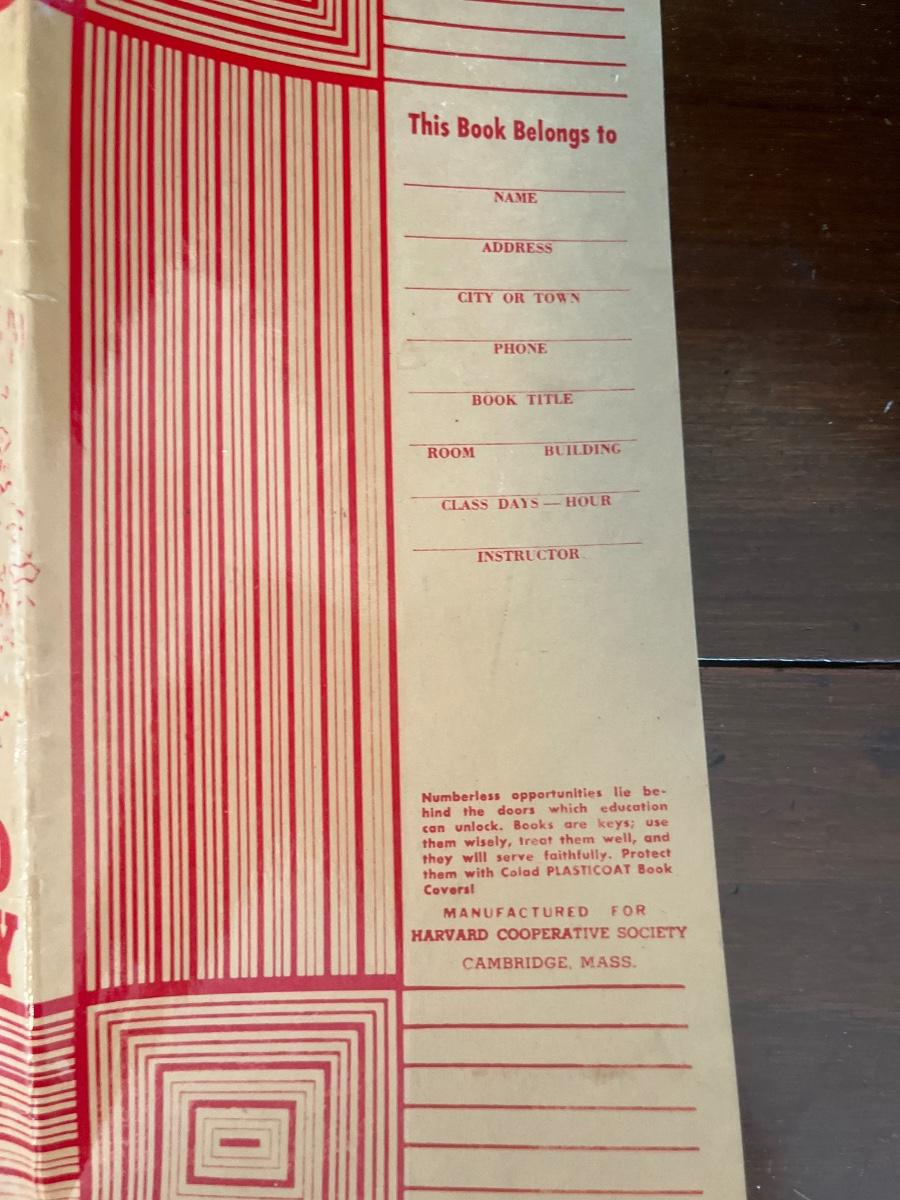 This Book Belongs to
NAME
ADDRESS
CITY OR TOWN
PHONE
BOOK TITLE
ROOM BUILDING
CLASS DAYS — HOUR
INSTRUCTOR
Numberless opportunities lie be-
hind the doors which education
can unlock. Books are keys; use
them wisely, treat them well, and
they will serve faithfully. Protect
them with Colad PLASTICOAT Book
Covers!
MANUFACTURED FOR
HARVARD COOPERATIVE SOCIETY
CAMBRIDGE, MASS.
Y